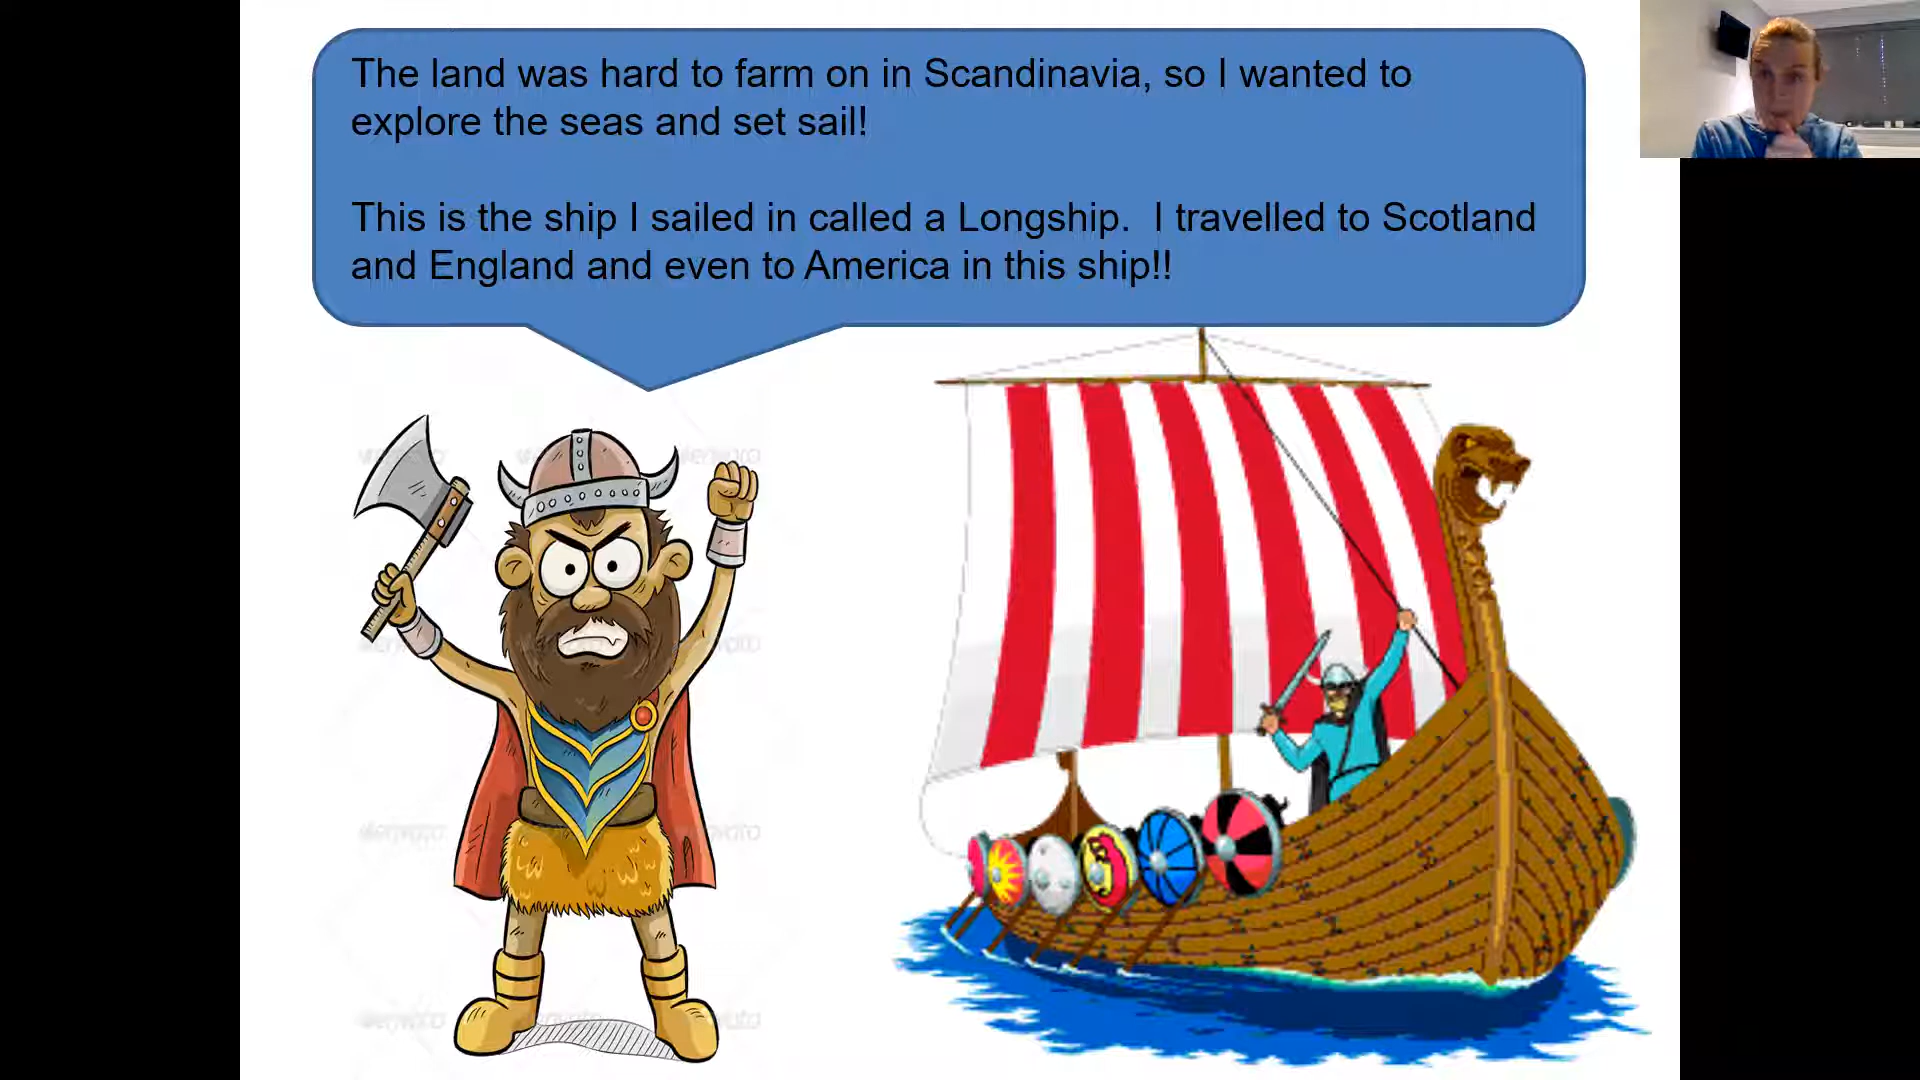 The land was hard to farm on in Scandinavia, so I wanted to
explore the seas and set sail!
This is the ship I sailed in called a Longship.  I travelled to Scotland
and England and even to America in this ship!!